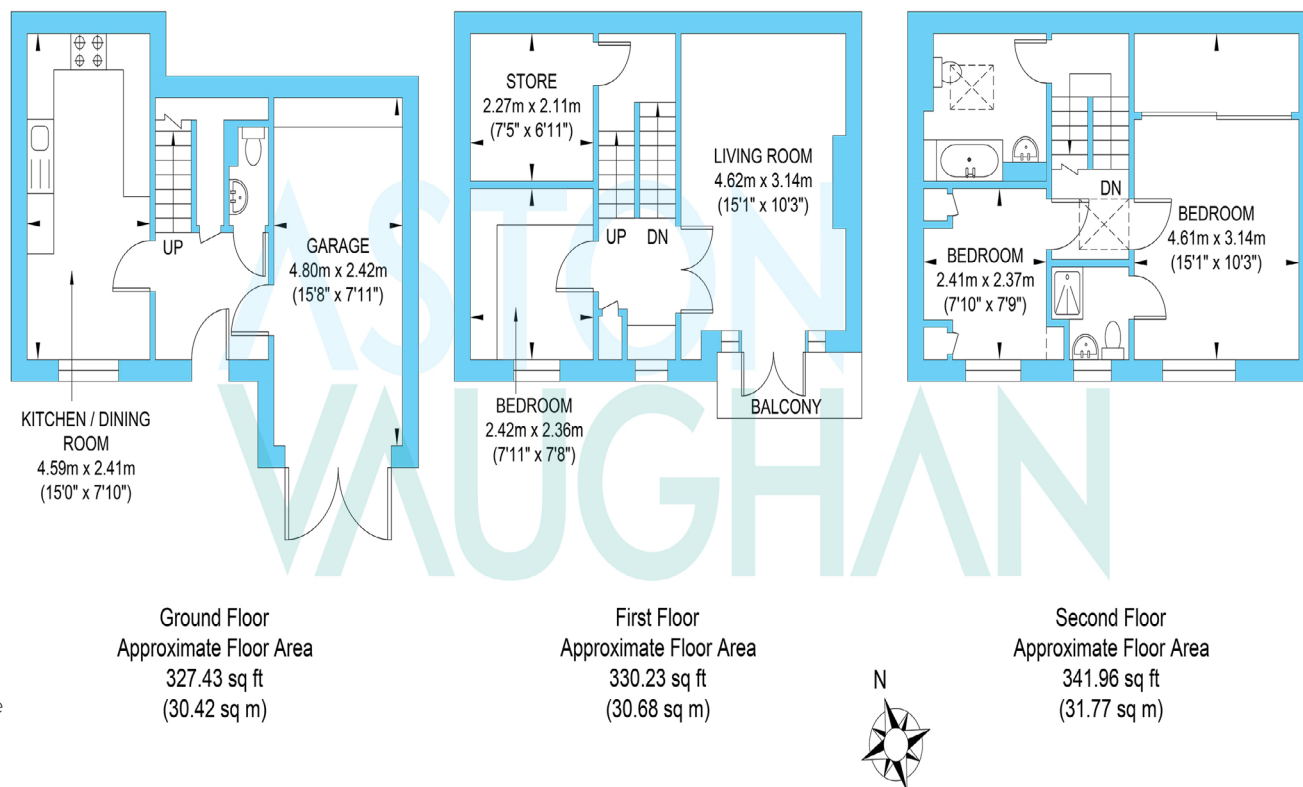 STORE
2.27m x 2.11m
(7'5" x 6'11")
LIVING ROOM
4.62m x 3.14m
(15'1" x 10'3")
UP
GARAGE
4.80m x 2.42m
(15'8" x 7'11")
UP
DN
DN
BEDROOM
4.61m x 3.14m
(15'1" x 10'3")
BEDROOM
2.41m x 2.37m
(7'10" x 7'9")
KITCHEN / DINING
ROOM
4.59m x 2.41m
(15'0" x 7'10")
BEDROOM
2.42m x 2.36m
(7'11" x 7'8")
BALCONY
ASTON
VAUGHAN
Ground Floor
Approximate Floor Area
327.43 sq ft
(30.42 sq m)
First Floor
Approximate Floor Area
330.23 sq ft
(30.68 sq m)
Second Floor
Approximate Floor Area
341.96 sq ft
(31.77 sq m)
N
e